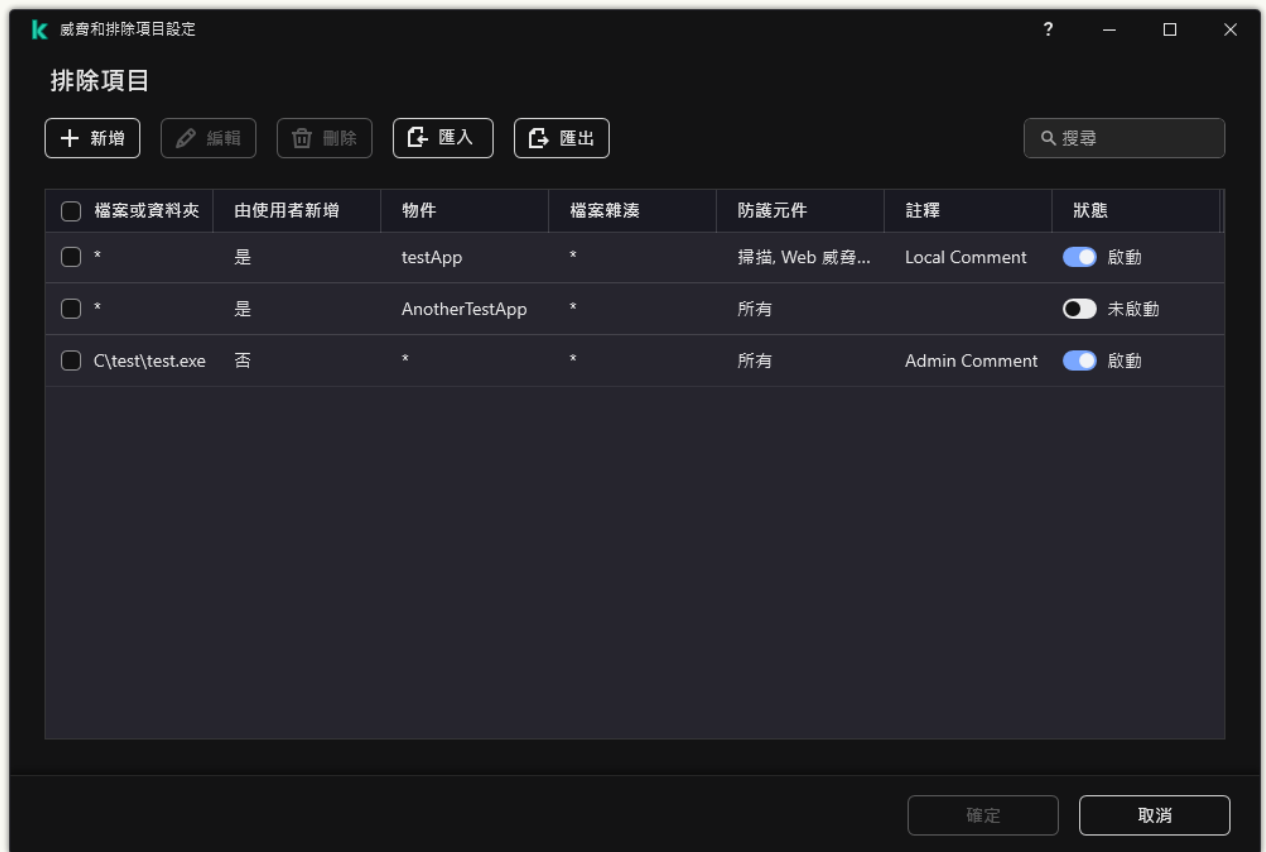 威脅和排除項目設定 ?
排除項目
新增 編輯 刪除 匯入 匯出 搜尋
檔案或資料夾 由使用者新增 物件 檔案雜湊 防護元件 註釋 狀態
* 是 testApp * 掃描, Web 威脅... Local Comment 啟動
* 是 AnotherTestApp * 所有 未啟動
C\test\test.exe 否 * * 所有 Admin Comment 啟動
確定 取消